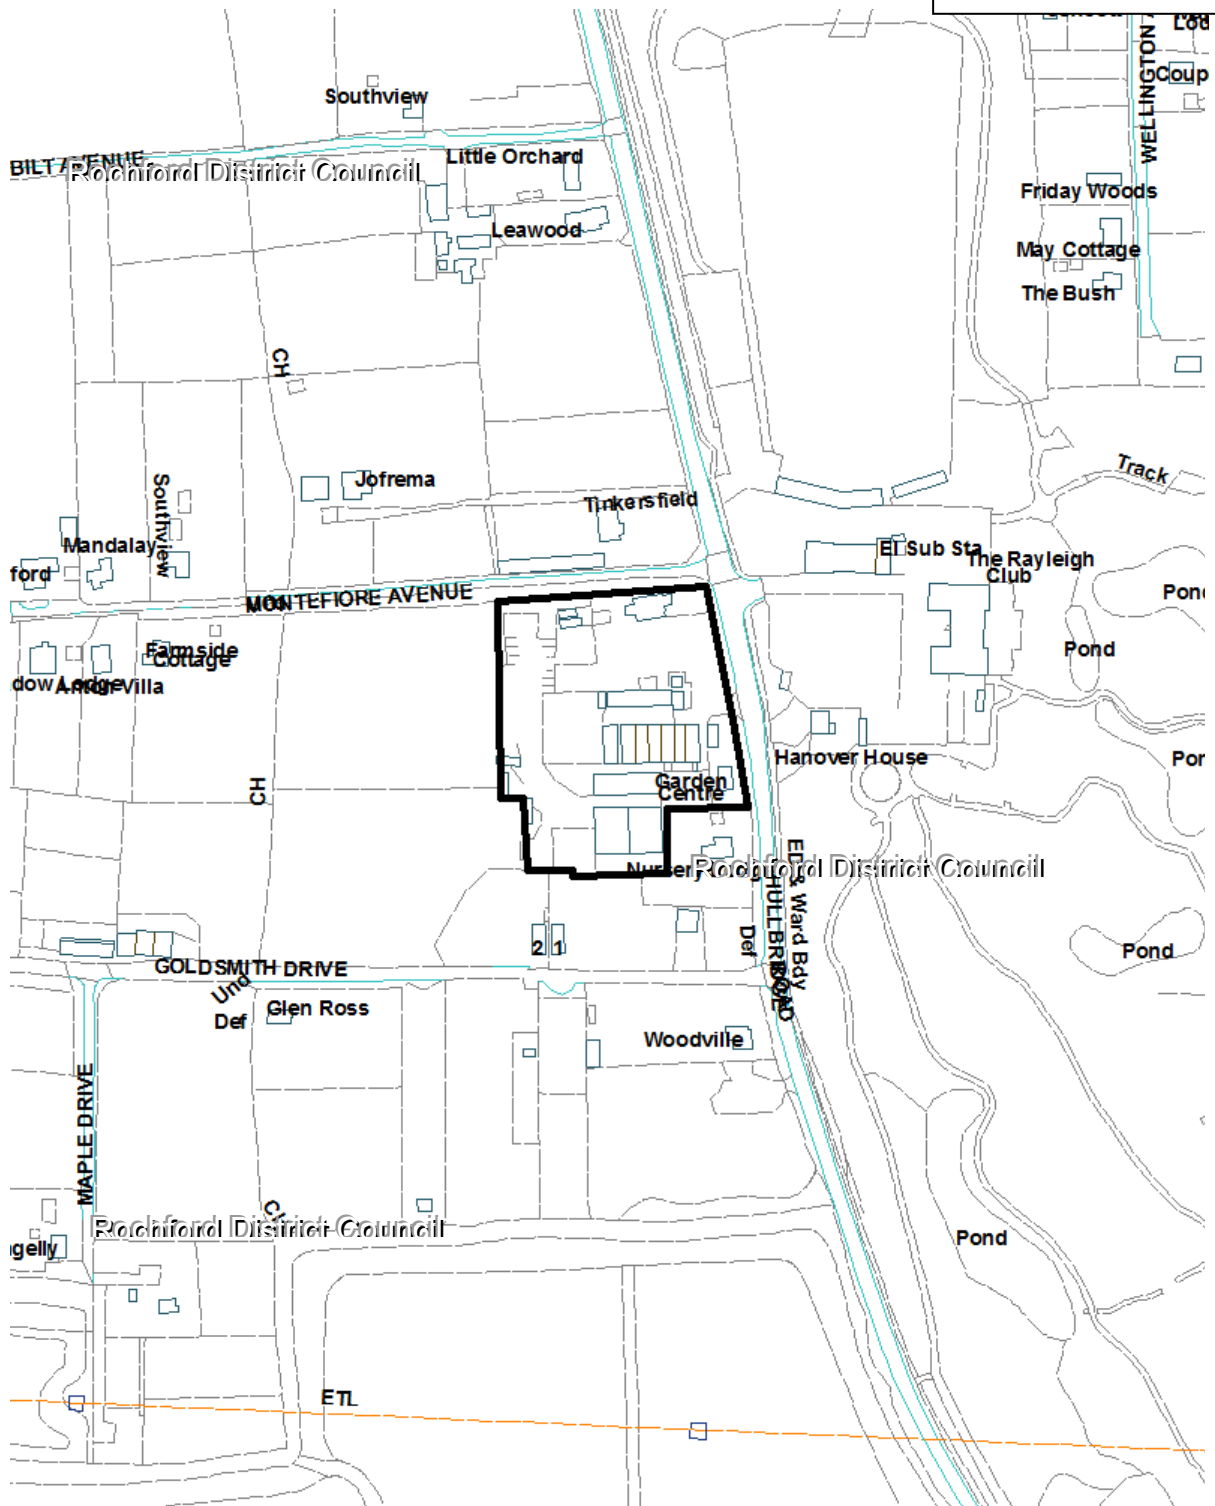 WELLINGTON
Coup
Southview
BILT AVENUE
Rochford District Council
Little Orchard
Friday Woods
Leawood
May Cottage
The Bush
CH
Track
Jofrema
Southview
Tinkersfield
Mandalay
El Sub Sta
The Rayleigh
Club
ford
MONTEFIORE AVENUE
Pond
Farmside
Cottage
Anton Villa
Hanover House
Garden
Centre
CH
Rochford District Council
ED & Ward Bdy
HULLBRIDGE
ROAD
Def
2 1
Pond
GOLDSMITH DRIVE
Und
Glen Ross
Def
Woodville
MAPLE DRIVE
Rochford District Council
Pond
gelly
ETL